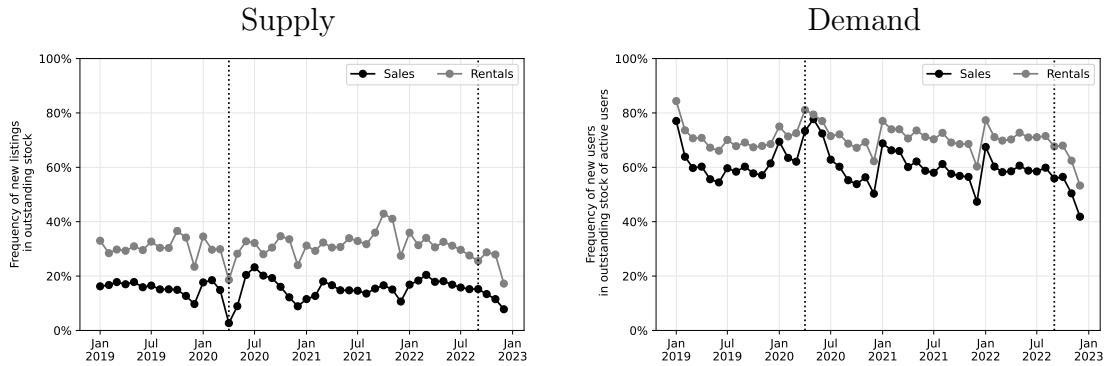 Supply
Frequency of new listings
in outstanding stock
100%
80%
60%
40%
20%
0%
Sales
Rentals
Jan
2019
Jul
2019
Jan
2020
Jul
2020
Jan
2021
Jul
2021
Jan
2022
Jul
2022
Jan
2023
Demand
Frequency of new users
in outstanding stock of active users
100%
80%
60%
40%
20%
0%
Sales
Rentals
Jan
2019
Jul
2019
Jan
2020
Jul
2020
Jan
2021
Jul
2021
Jan
2022
Jul
2022
Jan
2023